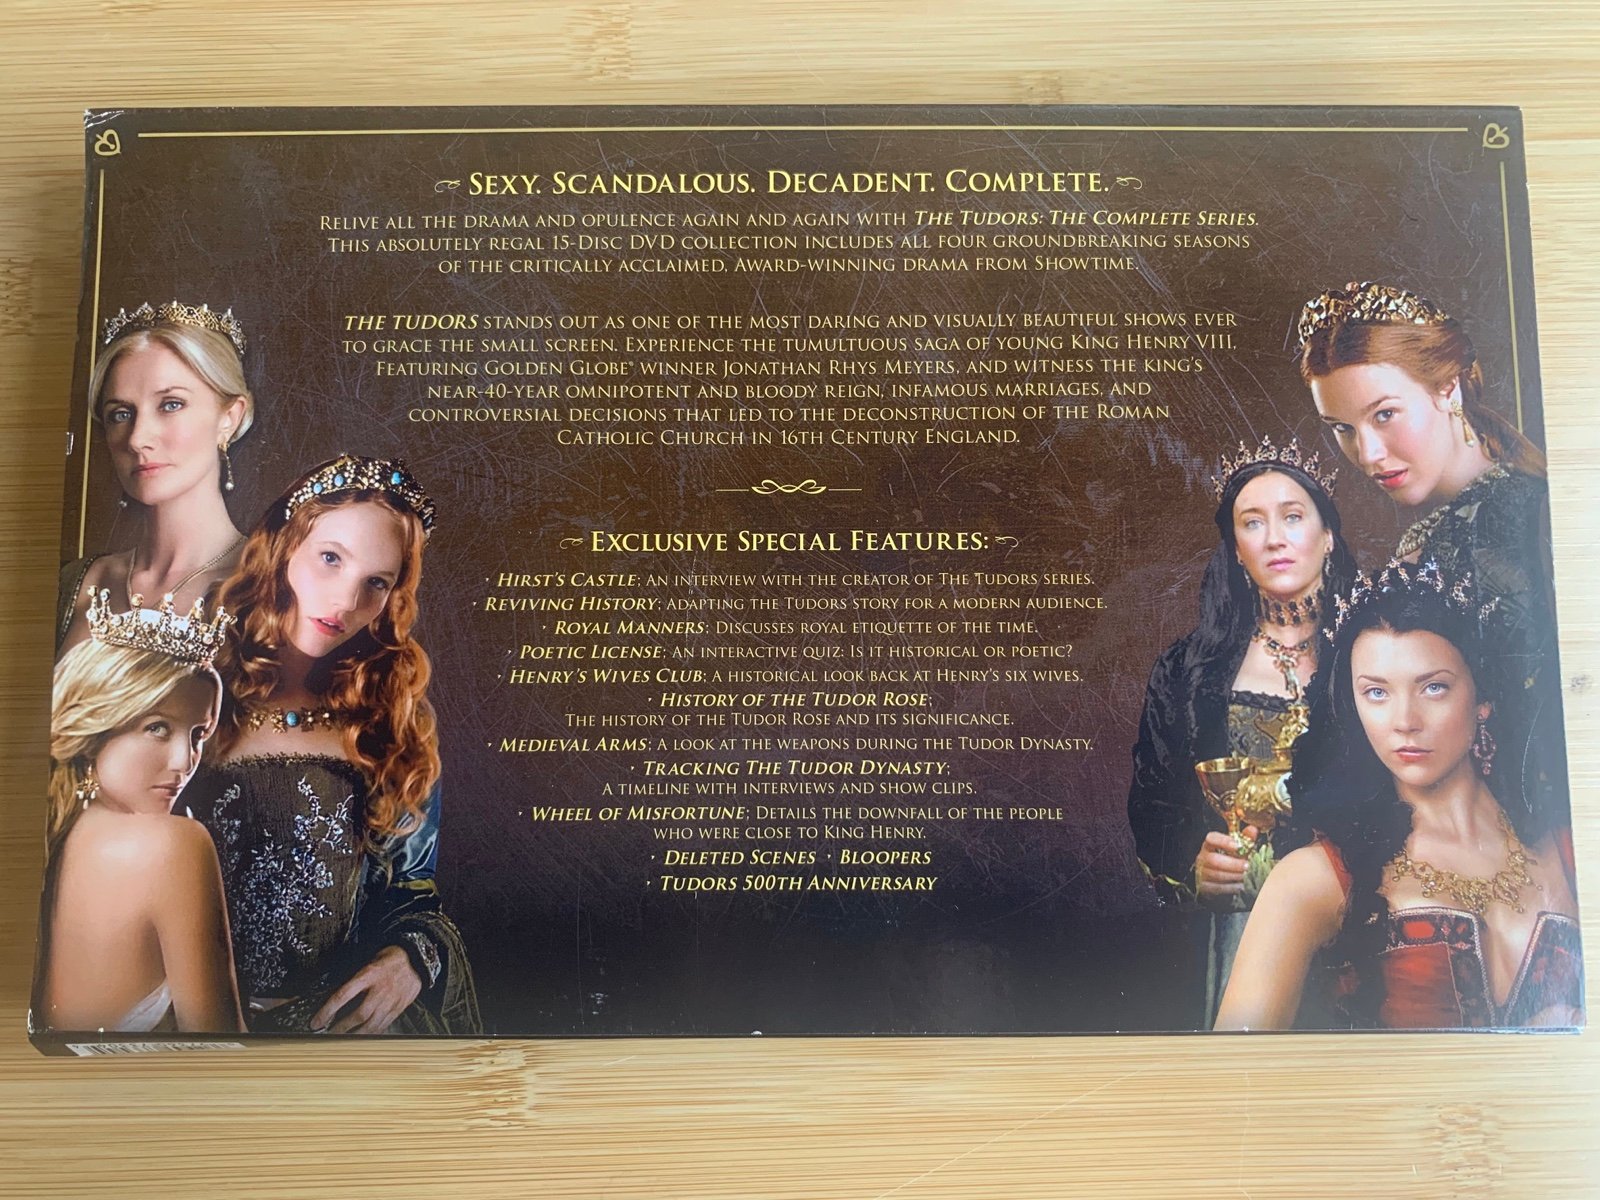 SEXY. SCANDALOUS. DECADENT. COMPLETE.
RELIVE ALL THE DRAMA AND OPULENCE AGAIN AND AGAIN WITH THE TUDORS: THE COMPLETE SERIES.
THIS ABSOLUTELY REGAL 15-DISC DVD COLLECTION INCLUDES ALL FOUR GROUNDBREAKING SEASONS
OF THE CRITICALLY ACCLAIMED, AWARD-WINNING DRAMA FROM SHOWTIME.
THE TUDORS STANDS OUT AS ONE OF THE MOST DARING AND VISUALLY BEAUTIFUL SHOWS EVER
TO GRACE THE SMALL SCREEN. EXPERIENCE THE TUMULTUOUS SAGA OF YOUNG KING HENRY VIII,
FEATURING GOLDEN GLOBE® WINNER JONATHAN RHYS MEYERS, AND WITNESS THE KING'S
NEAR-40-YEAR OMNIPOTENT AND BLOODY REIGN, INFAMOUS MARRIAGES, AND
CONTROVERSIAL DECISIONS THAT LED TO THE DECONSTRUCTION OF THE ROMAN
CATHOLIC CHURCH IN 16TH CENTURY ENGLAND.
EXCLUSIVE SPECIAL FEATURES:
· HIRST'S CASTLE; AN INTERVIEW WITH THE CREATOR OF THE TUDORS SERIES.
· REVIVING HISTORY; ADAPTING THE TUDORS STORY FOR A MODERN AUDIENCE.
· ROYAL MANNERS; DISCUSSES ROYAL ETIQUETTE OF THE TIME.
· POETIC LICENSE; AN INTERACTIVE QUIZ: IS IT HISTORICAL OR POETIC?
· HENRY'S WIVES CLUB; A HISTORICAL LOOK BACK AT HENRY'S SIX WIVES.
· HISTORY OF THE TUDOR ROSE;
THE HISTORY OF THE TUDOR ROSE AND ITS SIGNIFICANCE.
· MEDIEVAL ARMS; A LOOK AT THE WEAPONS DURING THE TUDOR DYNASTY.
· TRACKING THE TUDOR DYNASTY;
A TIMELINE WITH INTERVIEWS AND SHOW CLIPS.
· WHEEL OF MISFORTUNE; DETAILS THE DOWNFALL OF THE PEOPLE
WHO WERE CLOSE TO KING HENRY.
· DELETED SCENES · BLOOPERS
· TUDORS 500TH ANNIVERSARY